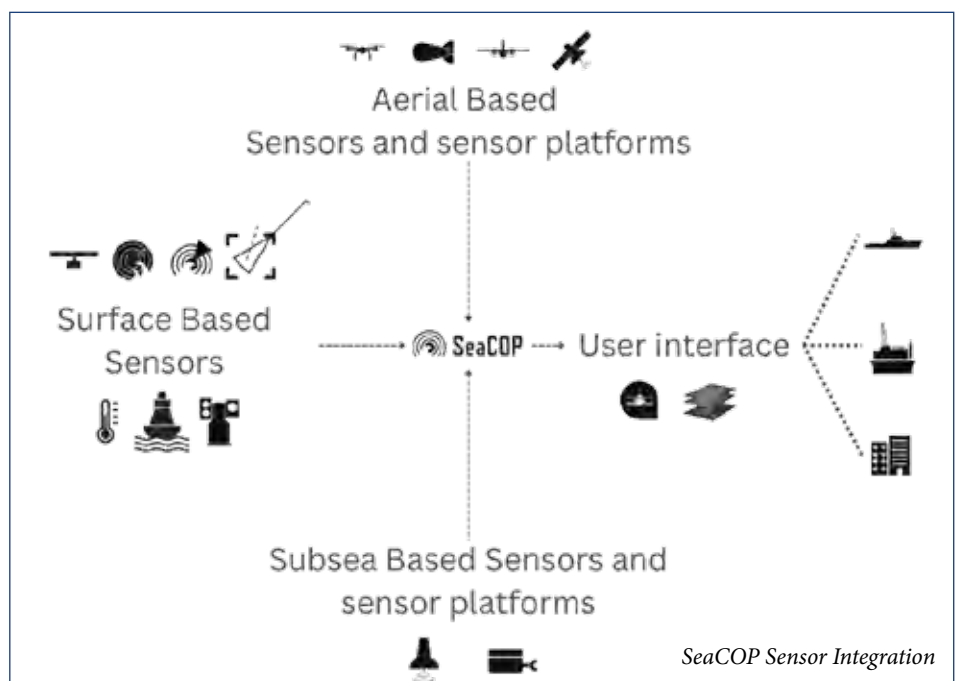 Aerial Based
Sensors and sensor platforms
Surface Based
Sensors
SeaCOP
User interface
Subsea Based Sensors and
sensor platforms
SeaCOP Sensor Integration